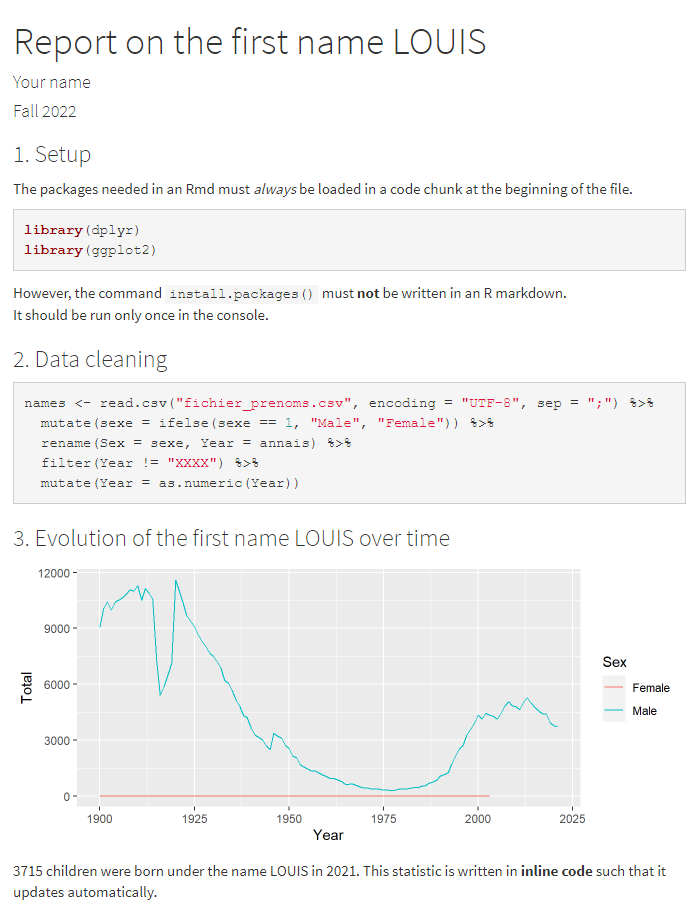 Report on the first name LOUIS
Your name
Fall 2022
1. Setup
The packages needed in an Rmd must always be loaded in a code chunk at the beginning of the file.
library(dplyr)
library(ggplot2)
However, the command install.packages() must not be written in an R markdown.
It should be run only once in the console.
2. Data cleaning
names <- read.csv("fichier_prenoms.csv", encoding = "UTF-8", sep = ";") %>%
  mutate(sexe = ifelse(sexe == 1, "Male", "Female")) %>%
  rename(Sex = sexe, Year = annais) %>%
  filter(Year != "XXXX") %>%
  mutate(Year = as.numeric(Year))
3. Evolution of the first name LOUIS over time
12000
9000
6000
3000
0
Total
1900 1925 1950 1975 2000 2025
Year
Sex
Female
Male
3715 children were born under the name LOUIS in 2021. This statistic is written in inline code such that it
updates automatically.